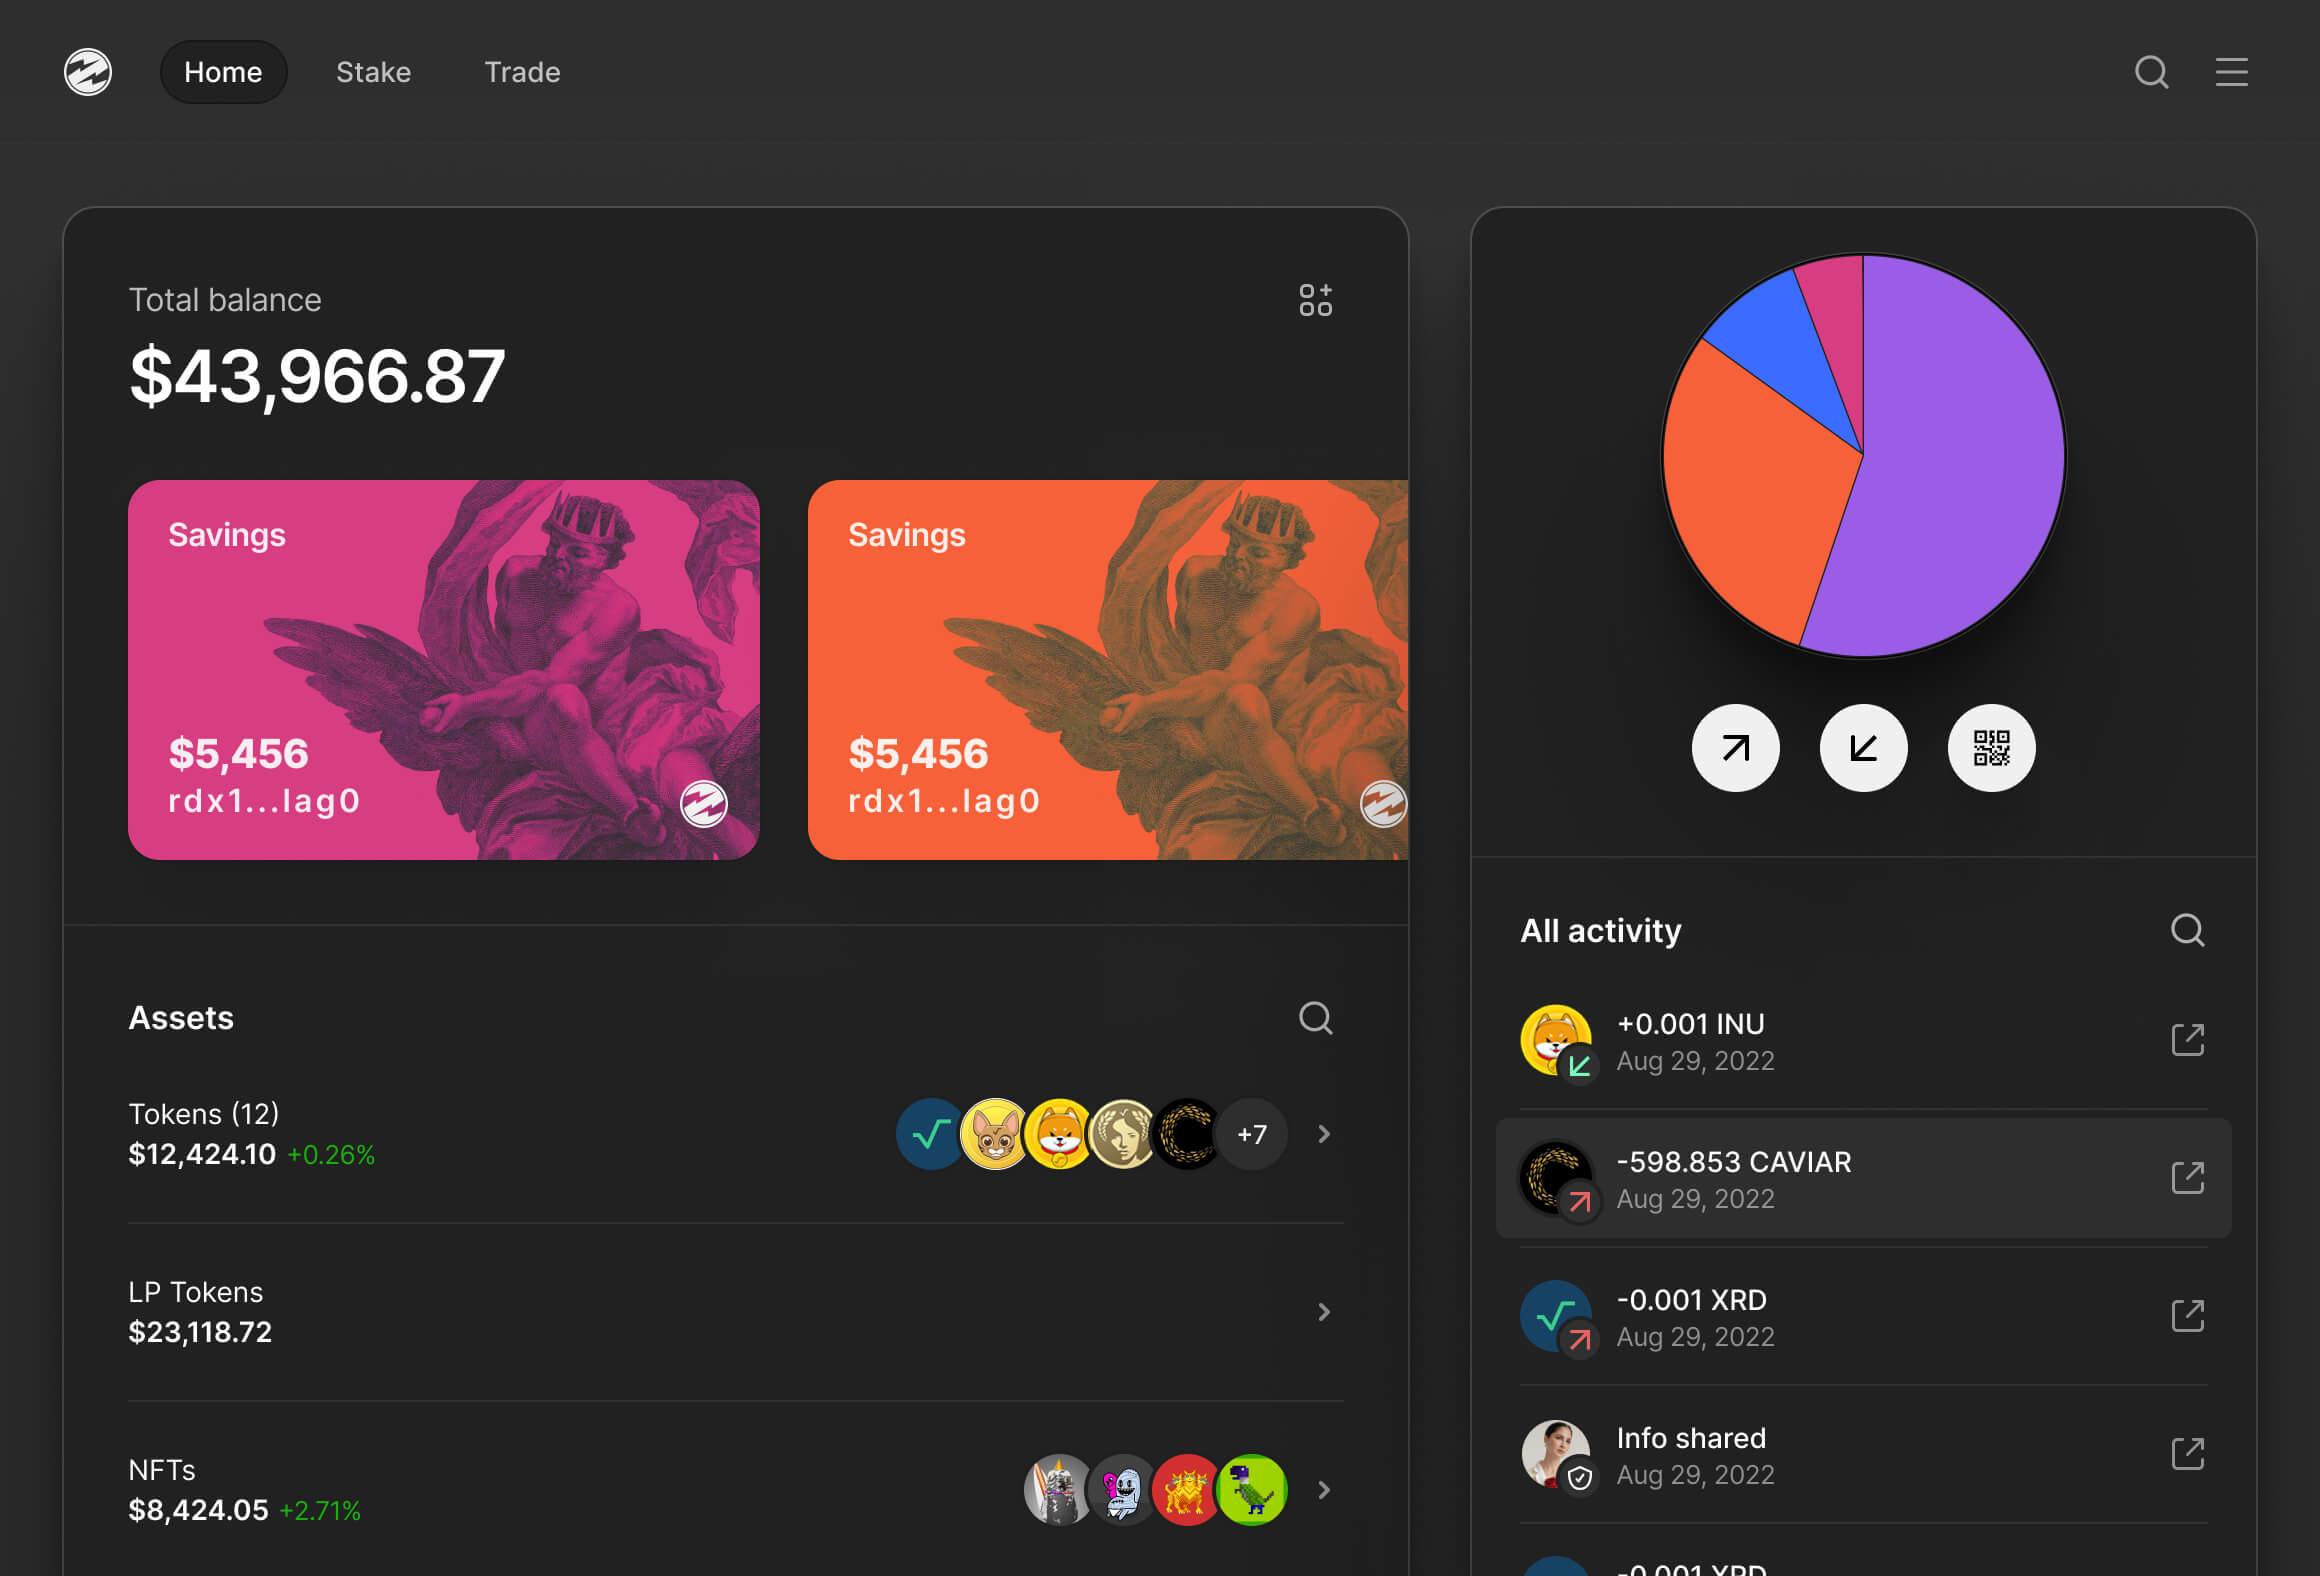 Home
Stake
Trade
Total balance
$43,966.87
Savings
$5,456
rdx1...lag0
Savings
$5,456
rdx1...lag0
Assets
Tokens (12)
$12,424.10 +0.26%
+7
LP Tokens
$23,118.72
NFTs
$8,424.05 +2.71%
All activity
+0.001 INU
Aug 29, 2022
-598.853 CAVIAR
Aug 29, 2022
-0.001 XRD
Aug 29, 2022
Info shared
Aug 29, 2022
-0.001 XRD